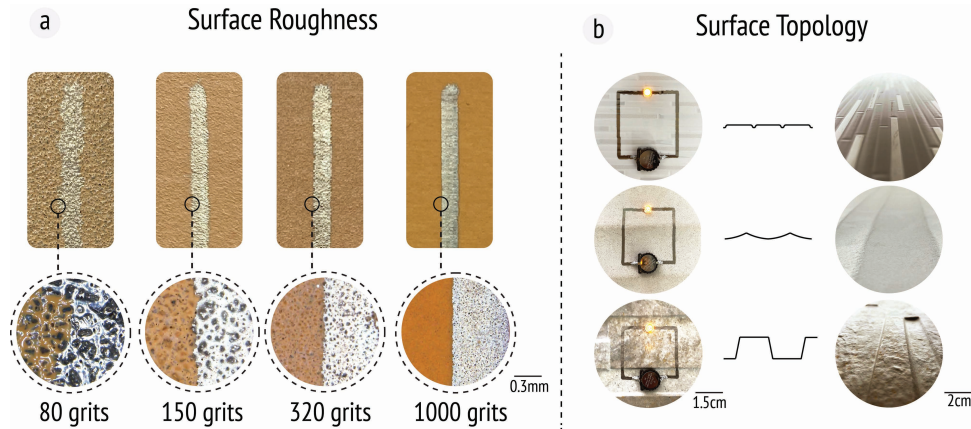 a
Surface Roughness
80 grits
150 grits
320 grits
1000 grits
0.3mm
b
Surface Topology
1.5cm
2cm